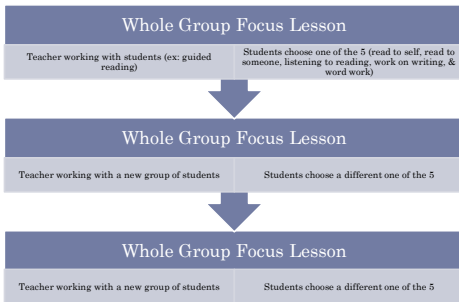 Whole Group Focus Lesson
Teacher working with students (ex: guided
reading)
Students choose one of the 5 (read to self, read to
someone, listening to reading, work on writing, &
word work)
Whole Group Focus Lesson
Teacher working with a new group of students
Students choose a different one of the 5
Whole Group Focus Lesson
Teacher working with a new group of students
Students choose a different one of the 5